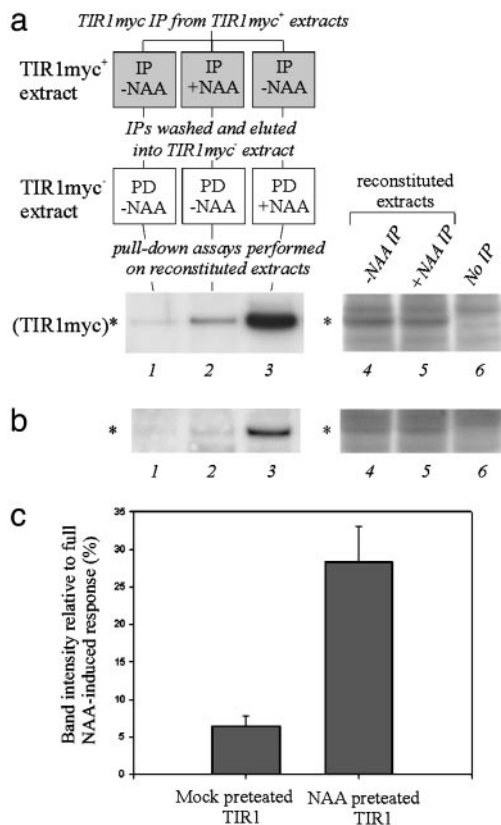 a
TIR1myc IP from TIR1myc⁺ extracts
TIR1myc⁺
extract
IP
-NAA
IP
+NAA
IP
-NAA
IPs washed and eluted
into TIR1myc⁻ extract
TIR1myc⁻
extract
PD
-NAA
PD
-NAA
PD
+NAA
pull-down assays performed
on reconstituted extracts
reconstituted
extracts
-NAA IP
+NAA IP
No IP
(TIR1myc)*
*
1 2 3 4 5 6
b
* *
1 2 3 4 5 6
c
Band intensity relative to full
NAA-induced response (%)
35
30
25
20
15
10
5
0
Mock preteated
TIR1
NAA preteated
TIR1